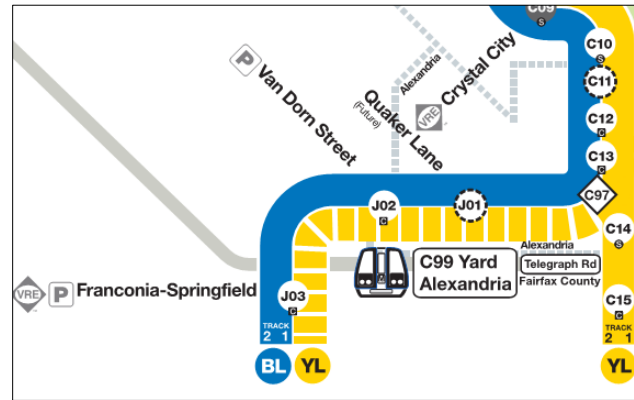 C09
S
C10
S
C11
C12
C
C13
C
C97
C14
S
C15
C
P
Van Dorn Street
Quaker Lane
(Future)
Alexandria
VRE
Crystal City
J02
C
J01
C99 Yard
Alexandria
Alexandria
Telegraph Rd
Fairfax County
VRE
P
Franconia-Springfield
J03
C
TRACK
2 1
TRACK
2 1
BL
YL
YL